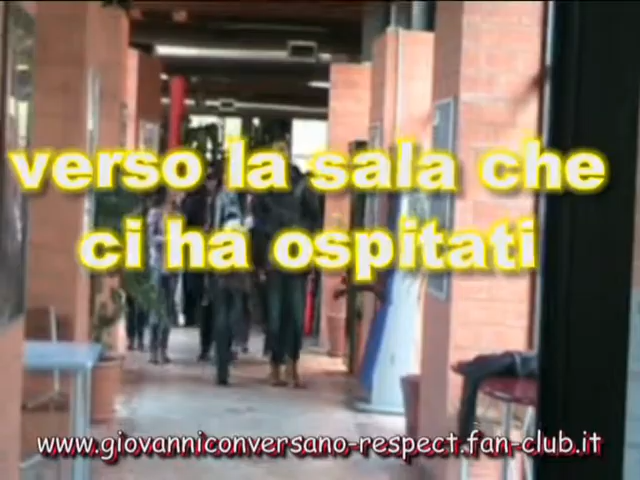 verso la sala che
ci ha ospitati
www.giovanniconversano-respect.fan-club.it